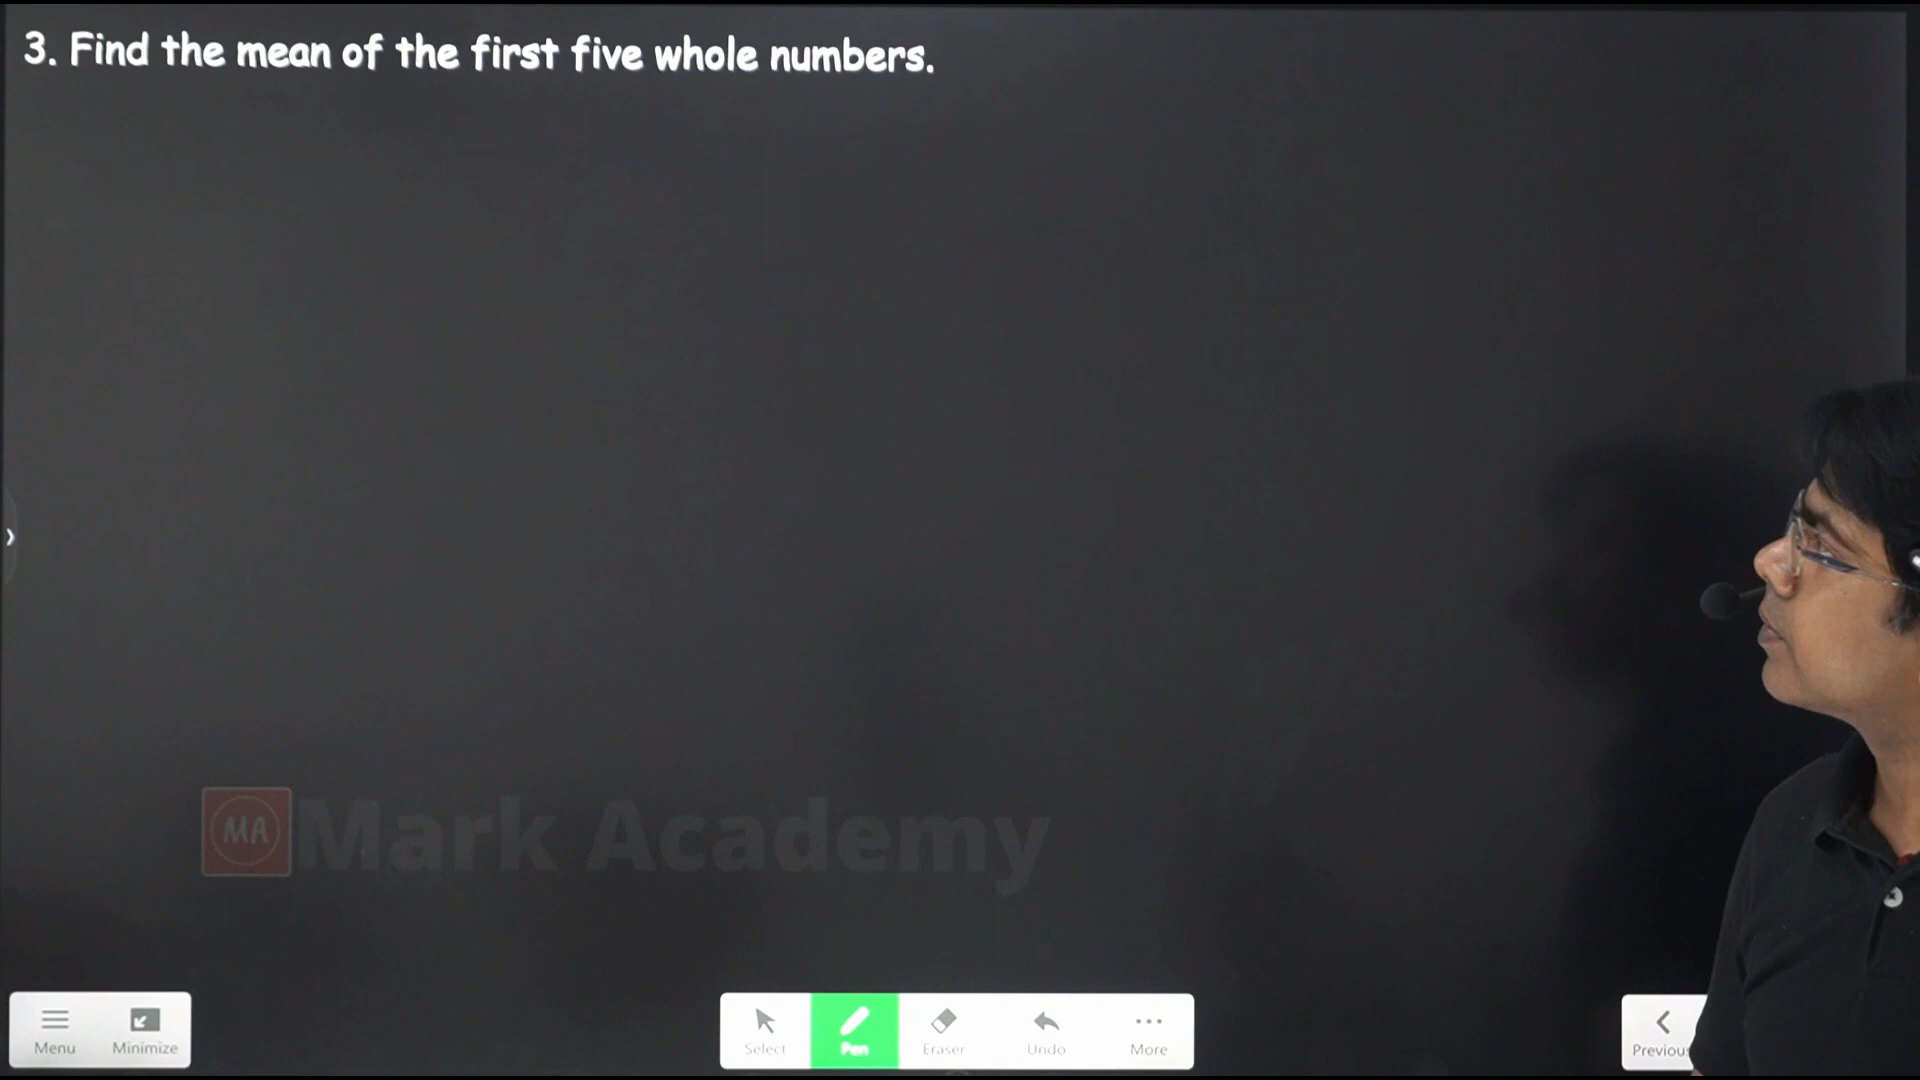 3. Find the mean of the first five whole numbers.
MA Mark Academy
Menu
Minimize
Select
Pen
Eraser
Undo
More
Previou